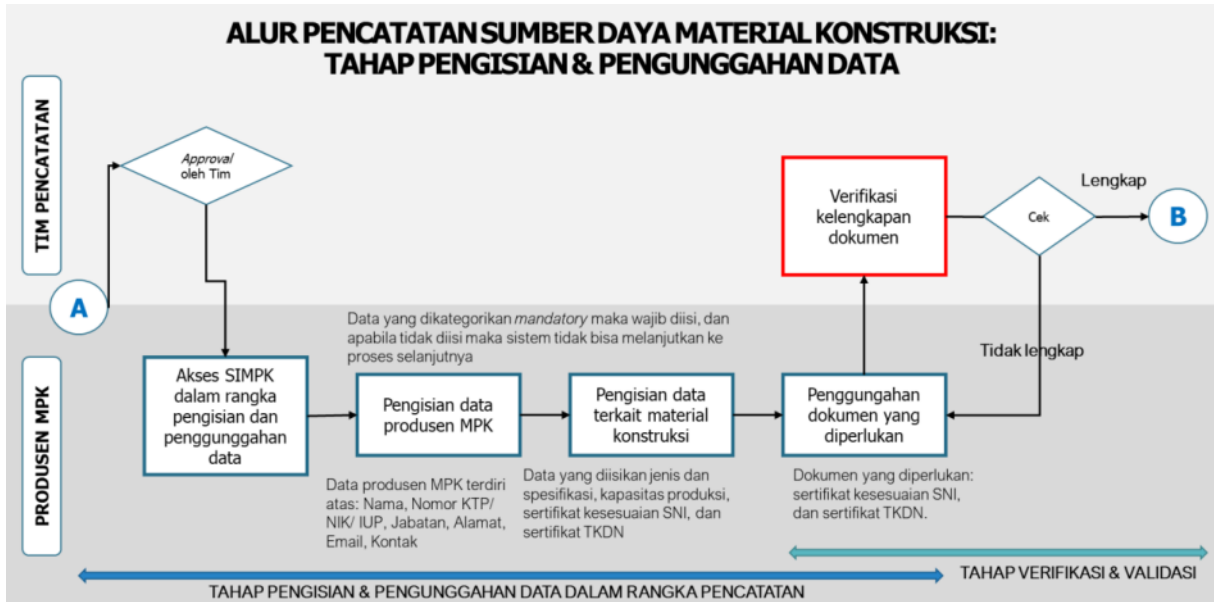 ALUR PENCATATAN SUMBER DAYA MATERIAL KONSTRUKSI:
TAHAP PENGISIAN & PENGUNGGAHAN DATA
TIM PENCATATAN
Approval
oleh Tim
A
Verifikasi
kelengkapan
dokumen
Cek
Lengkap
B
Tidak lengkap
PRODUSEN MPK
Data yang dikategorikan mandatory maka wajib diisi, dan
apabila tidak diisi maka sistem tidak bisa melanjutkan ke
proses selanjutnya
Akses SIMPK
dalam rangka
pengisian dan
penggunggahan
data
Pengisian data
produsen MPK
Pengisian data
terkait material
konstruksi
Penggungahan
dokumen yang
diperlukan
Data produsen MPK terdiri
atas: Nama, Nomor KTP/
NIK/ IUP, Jabatan, Alamat,
Email, Kontak
Data yang diisikan jenis dan
spesifikasi, kapasitas produksi,
sertifikat kesesuaian SNI, dan
sertifikat TKDN
Dokumen yang diperlukan:
sertifikat kesesuaian SNI,
dan sertifikat TKDN.
TAHAP VERIFIKASI & VALIDASI
TAHAP PENGISIAN & PENGUNGGAHAN DATA DALAM RANGKA PENCATATAN